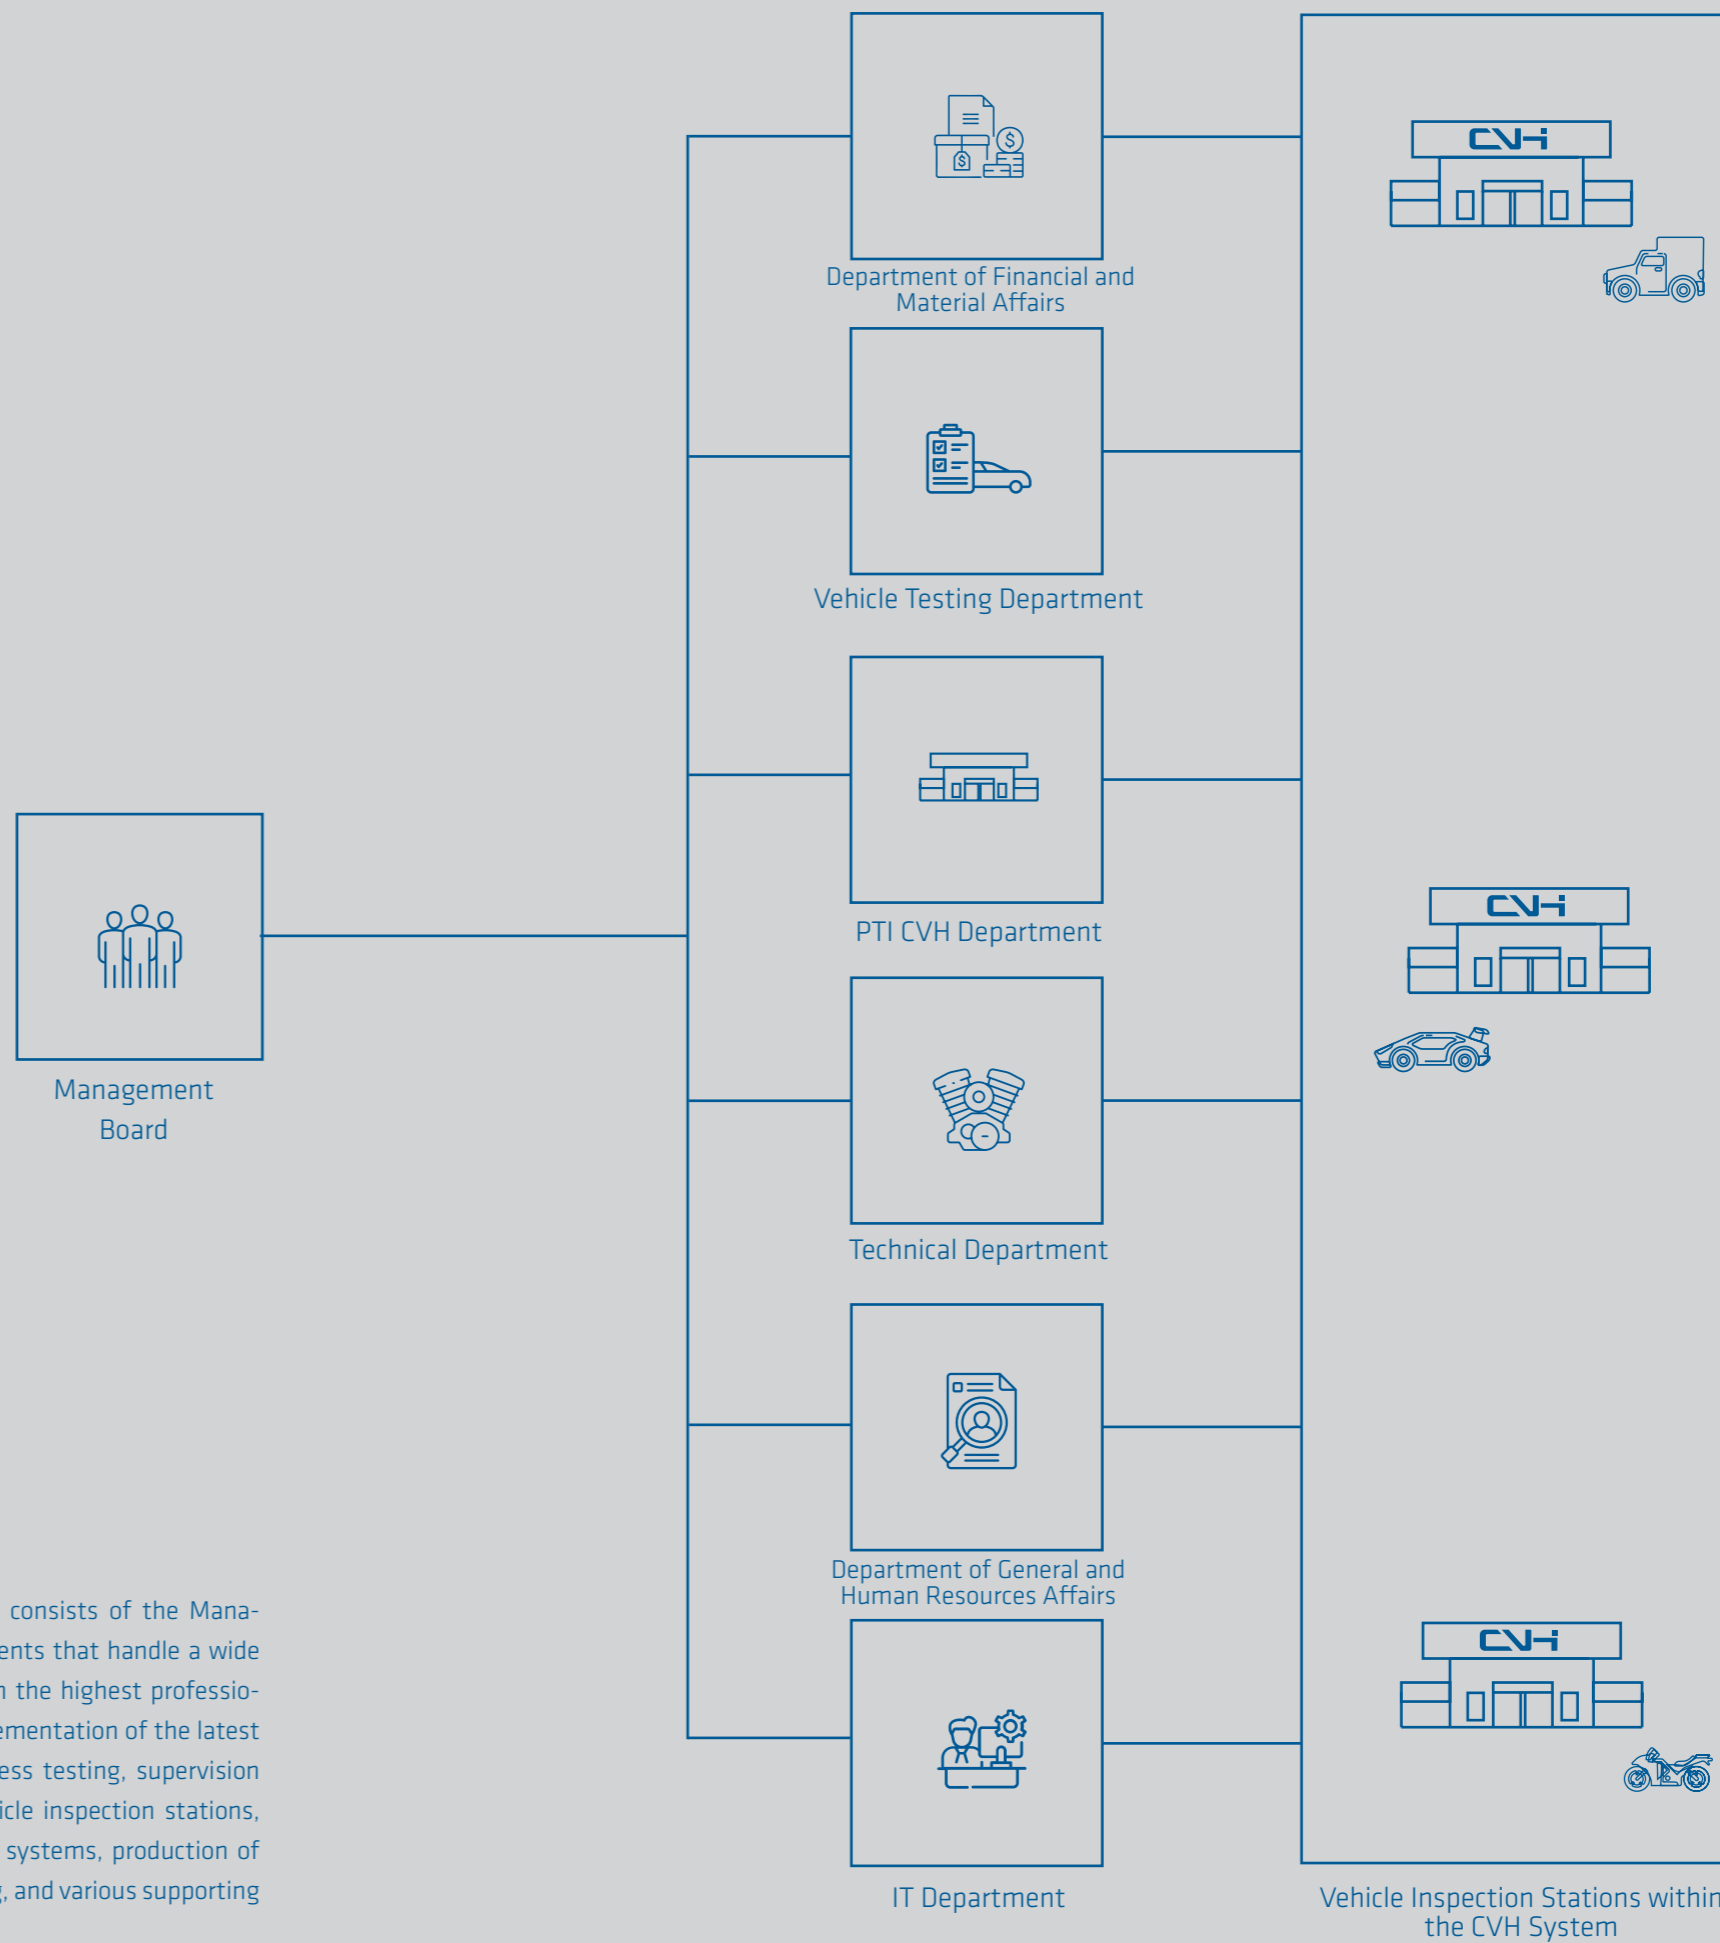 CVH
Department of Financial and
Material Affairs
Vehicle Testing Department
PTI CVH Department
CVH
Management
Board
Technical Department
Department of General and
Human Resources Affairs
CVH
IT Department
Vehicle Inspection Stations within
the CVH System
consists of the Mana-
ents that handle a wide
the highest professio-
ementation of the latest
ess testing, supervision
icle inspection stations,
systems, production of
, and various supporting